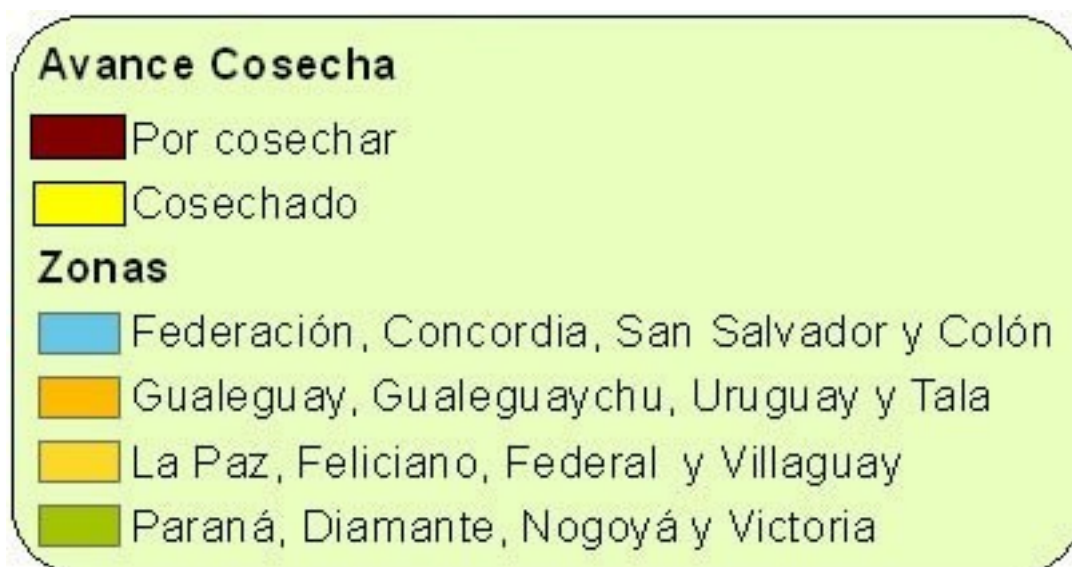 Avance Cosecha
Por cosechar
Cosechado
Zonas
Federación, Concordia, San Salvador y Colón
Gualeguay, Gualeguaychu, Uruguay y Tala
La Paz, Feliciano, Federal y Villaguay
Paraná, Diamante, Nogoyá y Victoria